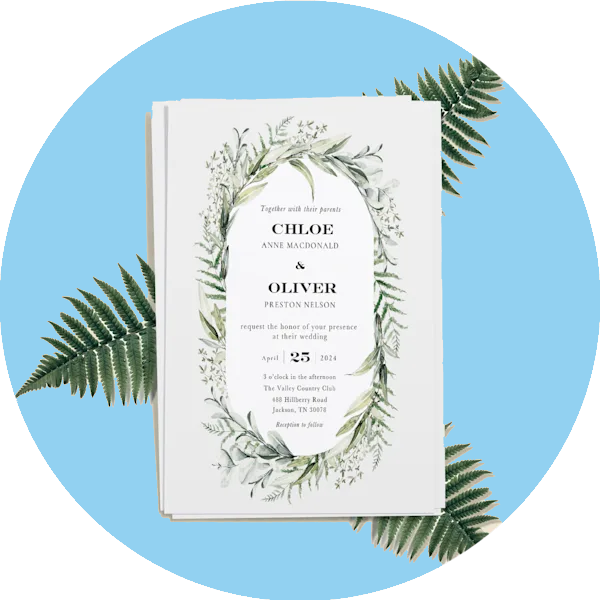 Together with their parents
CHLOE
ANNE MACDONALD
&
OLIVER
PRESTON NELSON
request the honor of your presence
at their wedding
April 25 2024
3 o'clock in the afternoon
The Valley Country Club
488 Hillberry Road
Jackson, TN 30078
Reception to follow